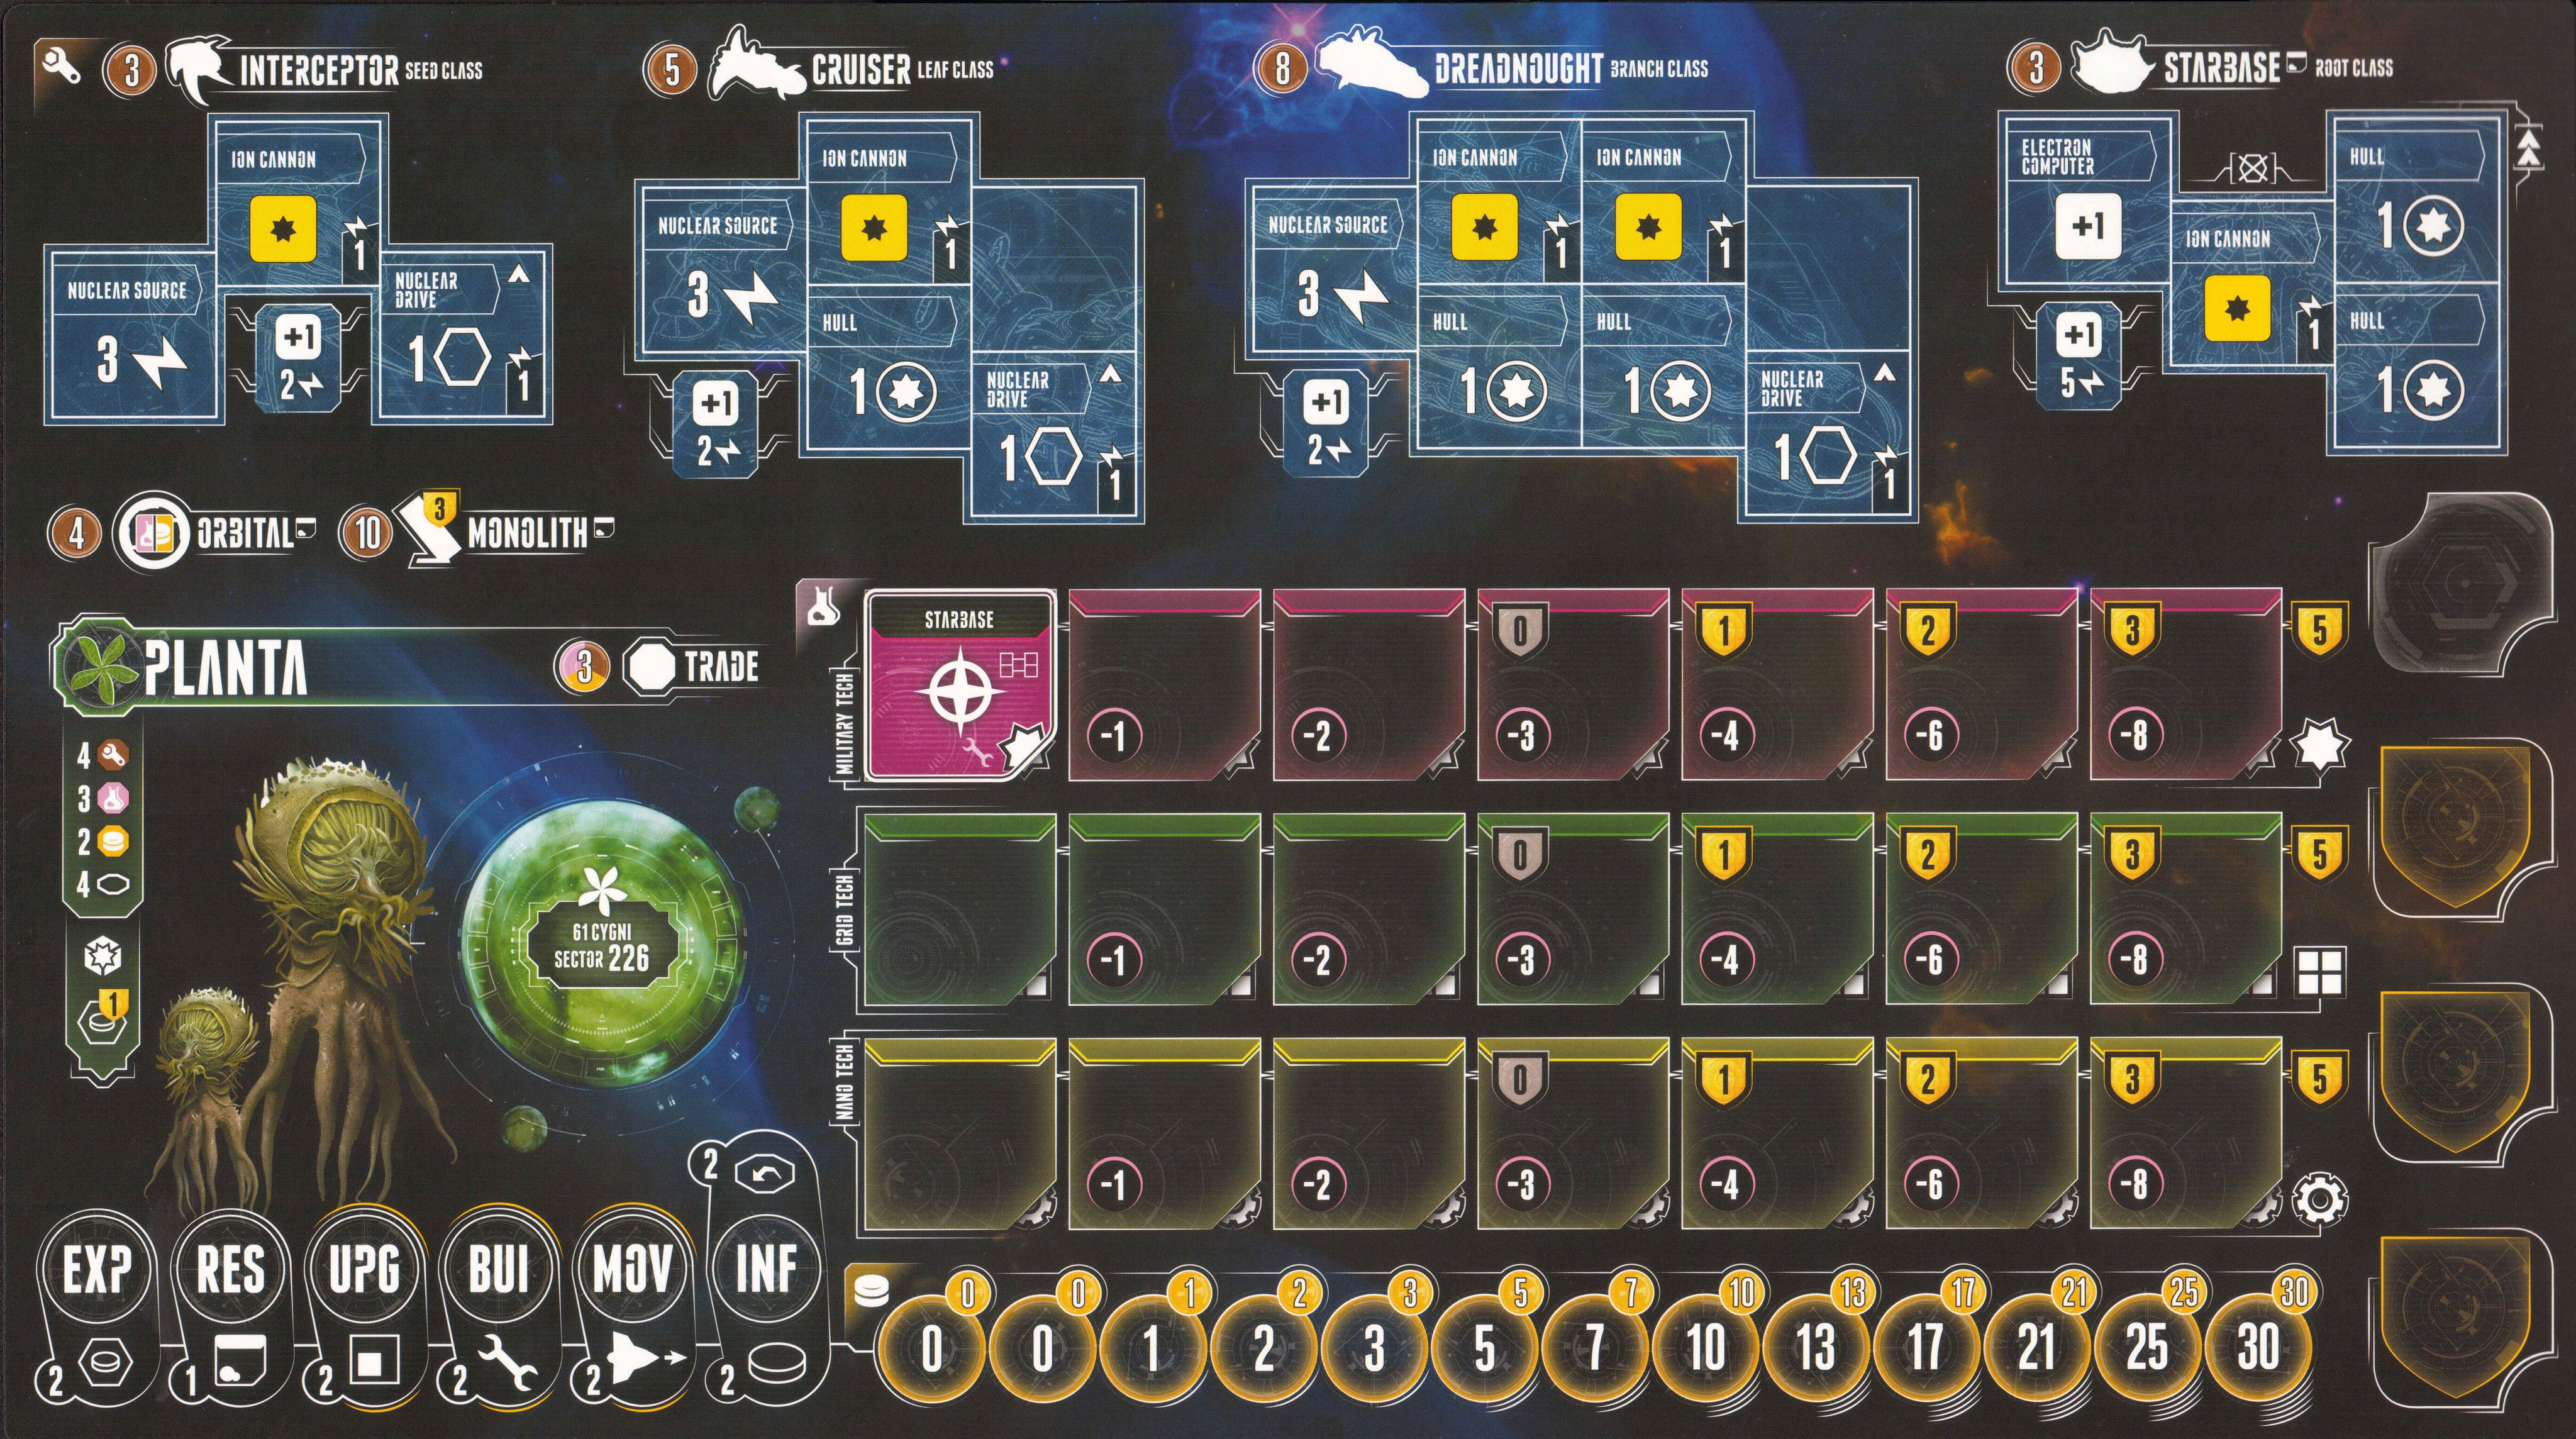 3 INTERCEPTOR SEED CLASS
5 CRUISER LEAF CLASS
8 DREADNOUGHT BRANCH CLASS
3 STARBASE ROOT CLASS
ION CANNON
1
NUCLEAR SOURCE
3
+1
2
NUCLEAR DRIVE
1
1
NUCLEAR SOURCE
3
ION CANNON
1
HULL
1
+1
2
NUCLEAR DRIVE
1
1
NUCLEAR SOURCE
3
ION CANNON
1
ION CANNON
1
HULL
1
HULL
1
+1
2
NUCLEAR DRIVE
1
1
ELECTRON COMPUTER
+1
+1
5
ION CANNON
1
HULL
1
HULL
1
4 ORBITAL
10 3 MONOLITH
PLANTA
3 TRADE
4
3
2
4
1
61 CYGNI
SECTOR 226
MILITARY TECH
STARBASE
0 1 2 3 5
-1 -2 -3 -4 -6 -8
GRID TECH
0 1 2 3 5
-1 -2 -3 -4 -6 -8
NANO TECH
0 1 2 3 5
-1 -2 -3 -4 -6 -8
2
EXP RES UPG BUI MOV INF
2 1 2 2 2 2
0 0 1 2 3 5 7 10 13 17 21 25 30
0 0 1 2 3 5 7 10 13 17 21 25 30